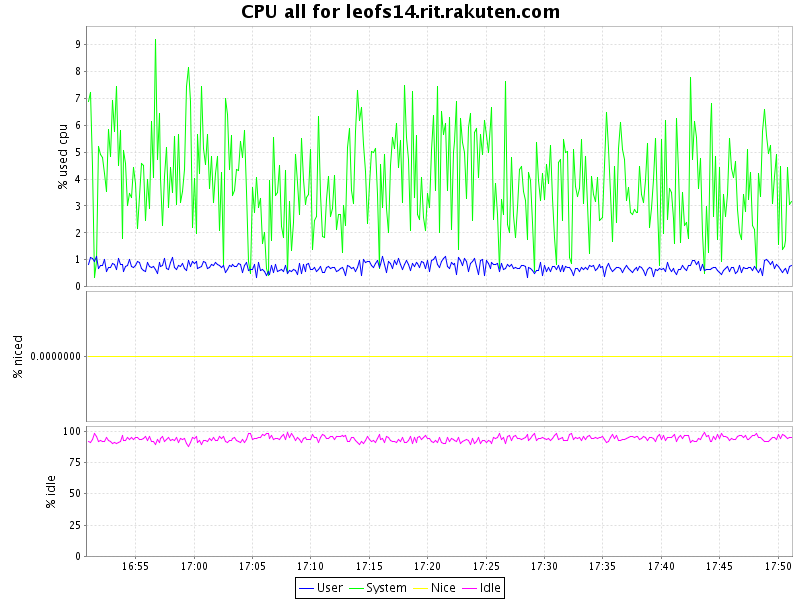 CPU all for leofs14.rit.rakuten.com
% used cpu
9
8
7
6
5
4
3
2
1
0
% niced
0.0000000
% idle
100
75
50
25
0
16:55 17:00 17:05 17:10 17:15 17:20 17:25 17:30 17:35 17:40 17:45 17:50
User System Nice Idle